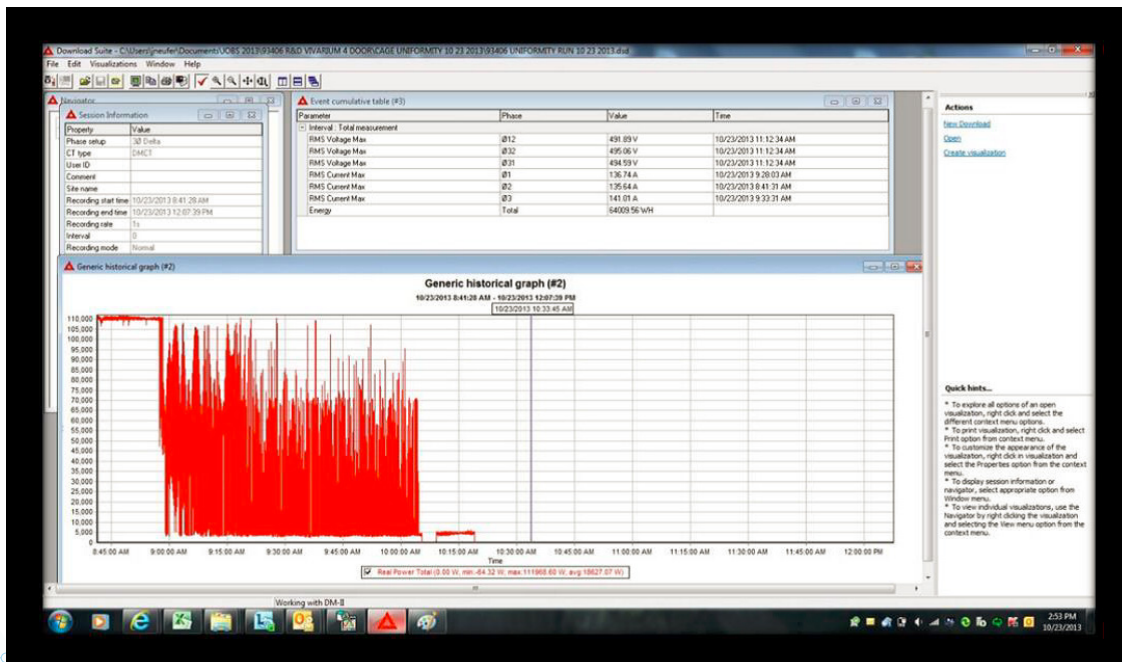 Download Suite - C:\Users\jneufer\Documents\JOBS 2013\93406 R&D VIVARIUM 4 DOOR\CAGE UNIFORMITY 10 23 2013\93406 UNIFORMITY RUN 10 23 2013.dsd
File Edit Visualizations Window Help
Navigator
Session Information
Property Value
Phase setup 3Ø Delta
CT type DMCT
User ID
Comment
Site name
Recording start time 10/23/2013 8:41:28 AM
Recording end time 10/23/2013 12:07:39 PM
Recording rate 1s
Interval 0
Recording mode Normal
Event cumulative table (#3)
Parameter Phase Value Time
Interval : Total measurement
RMS Voltage Max Ø12 491.89 V 10/23/2013 11:12:34 AM
RMS Voltage Max Ø32 495.06 V 10/23/2013 11:12:34 AM
RMS Voltage Max Ø31 494.59 V 10/23/2013 11:12:34 AM
RMS Current Max Ø1 136.74 A 10/23/2013 9:28:03 AM
RMS Current Max Ø2 135.64 A 10/23/2013 8:41:31 AM
RMS Current Max Ø3 141.01 A 10/23/2013 9:33:31 AM
Energy Total 64009.56 WH
Generic historical graph (#2)
Generic historical graph (#2)
10/23/2013 8:41:28 AM - 10/23/2013 12:07:39 PM
10/23/2013 10:33:45 AM
110,000
105,000
100,000
95,000
90,000
85,000
80,000
75,000
70,000
65,000
60,000
55,000
50,000
45,000
40,000
35,000
30,000
25,000
20,000
15,000
10,000
5,000
0
8:45:00 AM 9:00:00 AM 9:15:00 AM 9:30:00 AM 9:45:00 AM 10:00:00 AM 10:15:00 AM 10:30:00 AM 10:45:00 AM 11:00:00 AM 11:15:00 AM 11:30:00 AM 11:45:00 AM 12:00:00 PM
Time
Real Power Total (0.00 W, min:-64.32 W; max:111968.60 W; avg:18627.07 W)
Actions
New Download
Open
Create visualization
Quick hints...
* To explore all options of an open
visualization, right click and select the
different context menu options.
* To print visualization, right click and select
Print option from context menu.
* To customize the appearance of the
visualization, right click in visualization and
select the Properties option from the context
menu.
* To display session information or
navigator, select appropriate option from
Window menu.
* To view individual visualizations, use the
Navigator by right clicking the visualization
and selecting the View menu option from the
context menu.
Working with DM-II
2:53 PM
10/23/2013